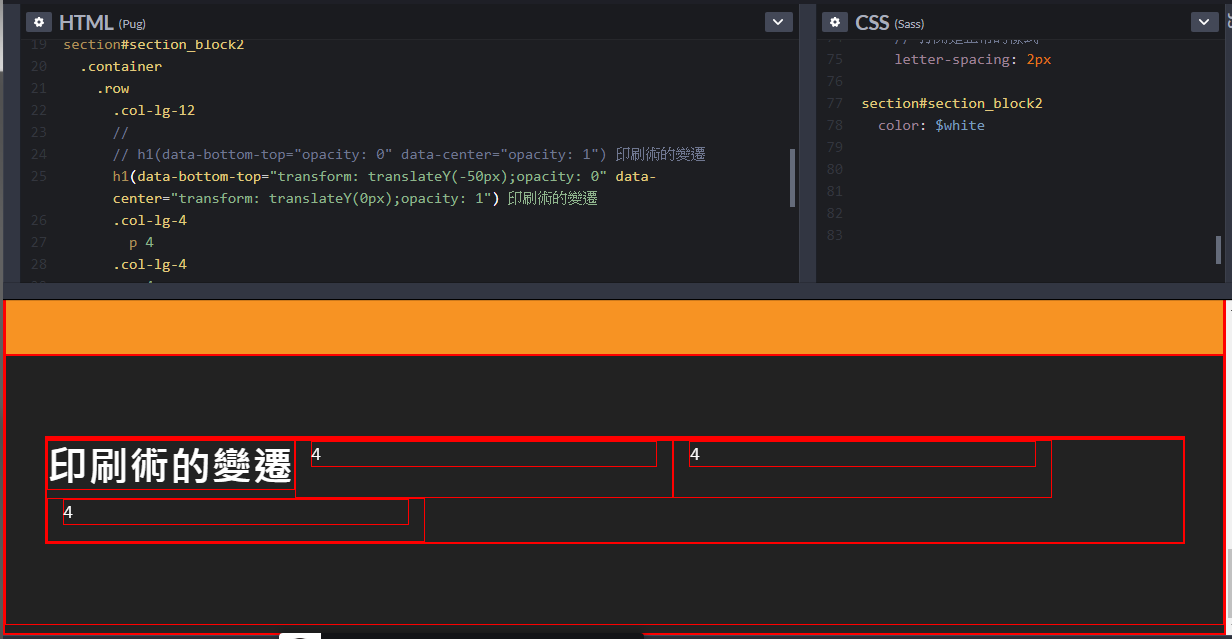 HTML (Pug)
19 section#section_block2
20 .container
21 .row
22 .col-lg-12
23 //
24 // h1(data-bottom-top="opacity: 0" data-center="opacity: 1") 印刷術的變遷
25 h1(data-bottom-top="transform: translateY(-50px);opacity: 0" data-
center="transform: translateY(0px);opacity: 1") 印刷術的變遷
26 .col-lg-4
27 p 4
28 .col-lg-4
CSS (Sass)
75 letter-spacing: 2px
76
77 section#section_block2
78 color: $white
79
80
81
82
83
印刷術的變遷
4
4
4